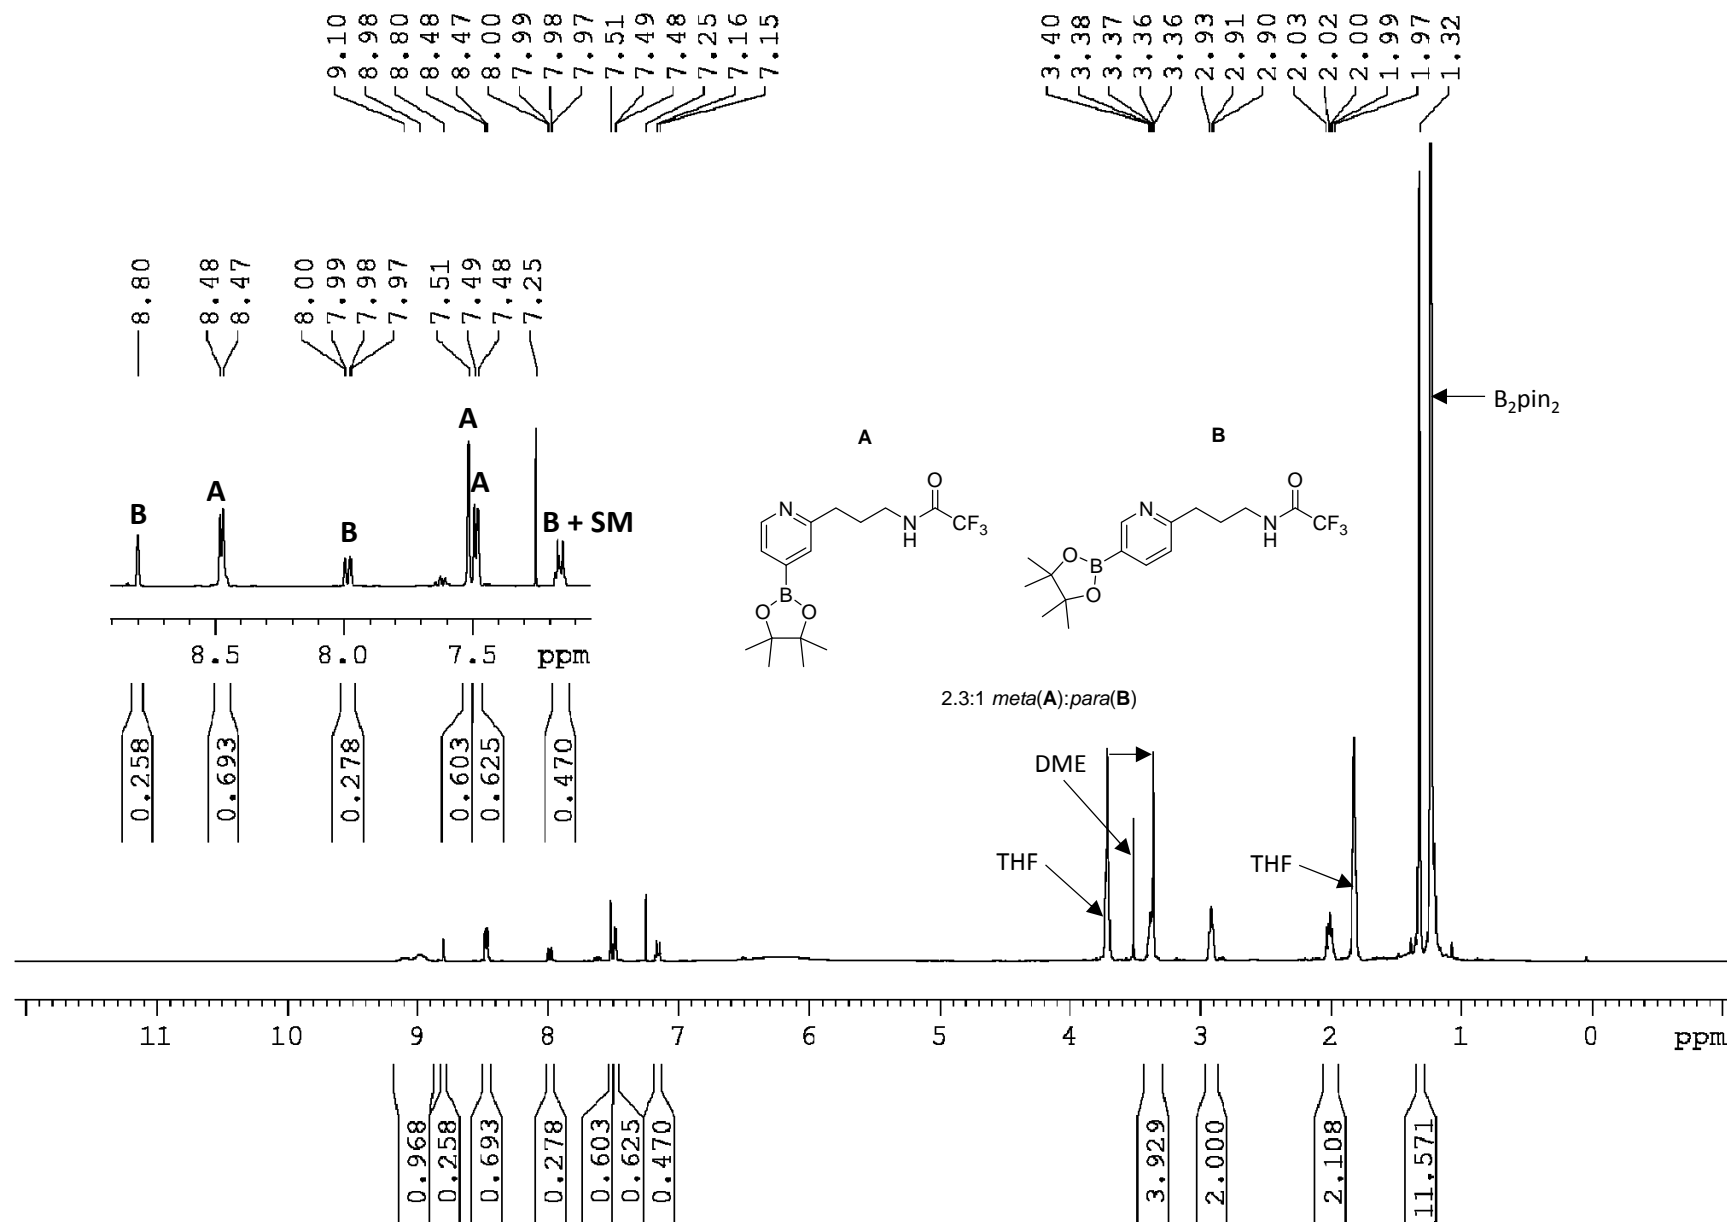 9.10
8.98
8.80
8.48
8.47
8.00
7.99
7.98
7.97
7.51
7.49
7.48
7.25
7.16
7.15
3.40
3.38
3.37
3.36
3.36
2.93
2.91
2.90
2.03
2.02
2.00
1.99
1.97
1.32
8.80
8.48
8.47
8.00
7.99
7.98
7.97
7.51
7.49
7.48
7.25
B
A
B
A
A
B + SM
8.5 8.0 7.5 ppm
0.258
0.693
0.278
0.603
0.625
0.470
A
N
N
H
O
CF3
B
O
O
B
N
N
H
O
CF3
O
B
O
B2pin2
2.3:1 meta(A):para(B)
DME
THF
THF
11 10 9 8 7 6 5 4 3 2 1 0 ppm
0.968
0.258
0.693
0.278
0.603
0.625
0.470
3.929
2.000
2.108
11.571